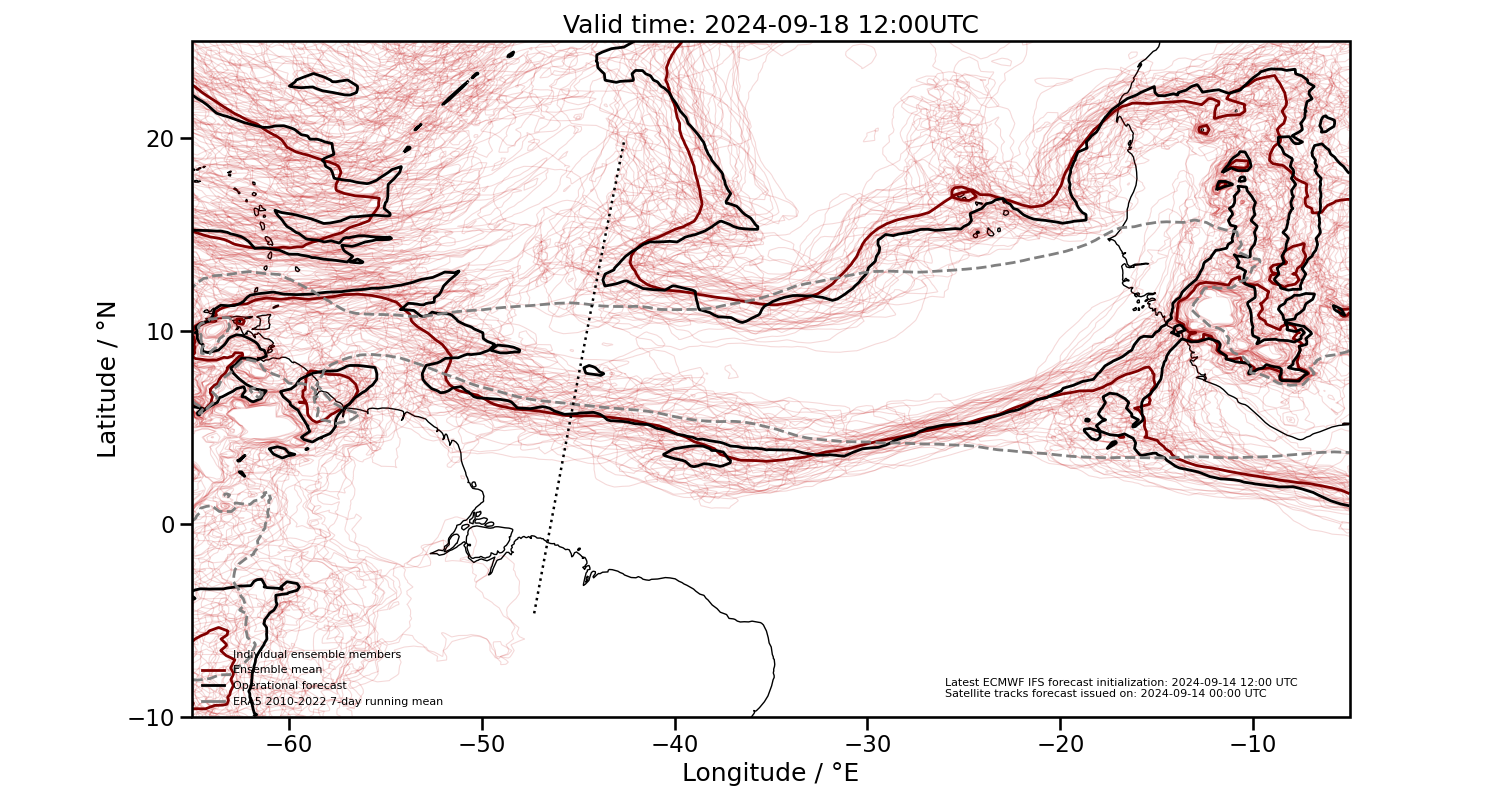 Valid time: 2024-09-18 12:00UTC
20
10
0
−10
Latitude / °N
−60
−50
−40
−30
−20
−10
Longitude / °E
Individual ensemble members
Ensemble mean
Operational forecast
ERA5 2010-2022 7-day running mean
Latest ECMWF IFS forecast initialization: 2024-09-14 12:00 UTC
Satellite tracks forecast issued on: 2024-09-14 00:00 UTC